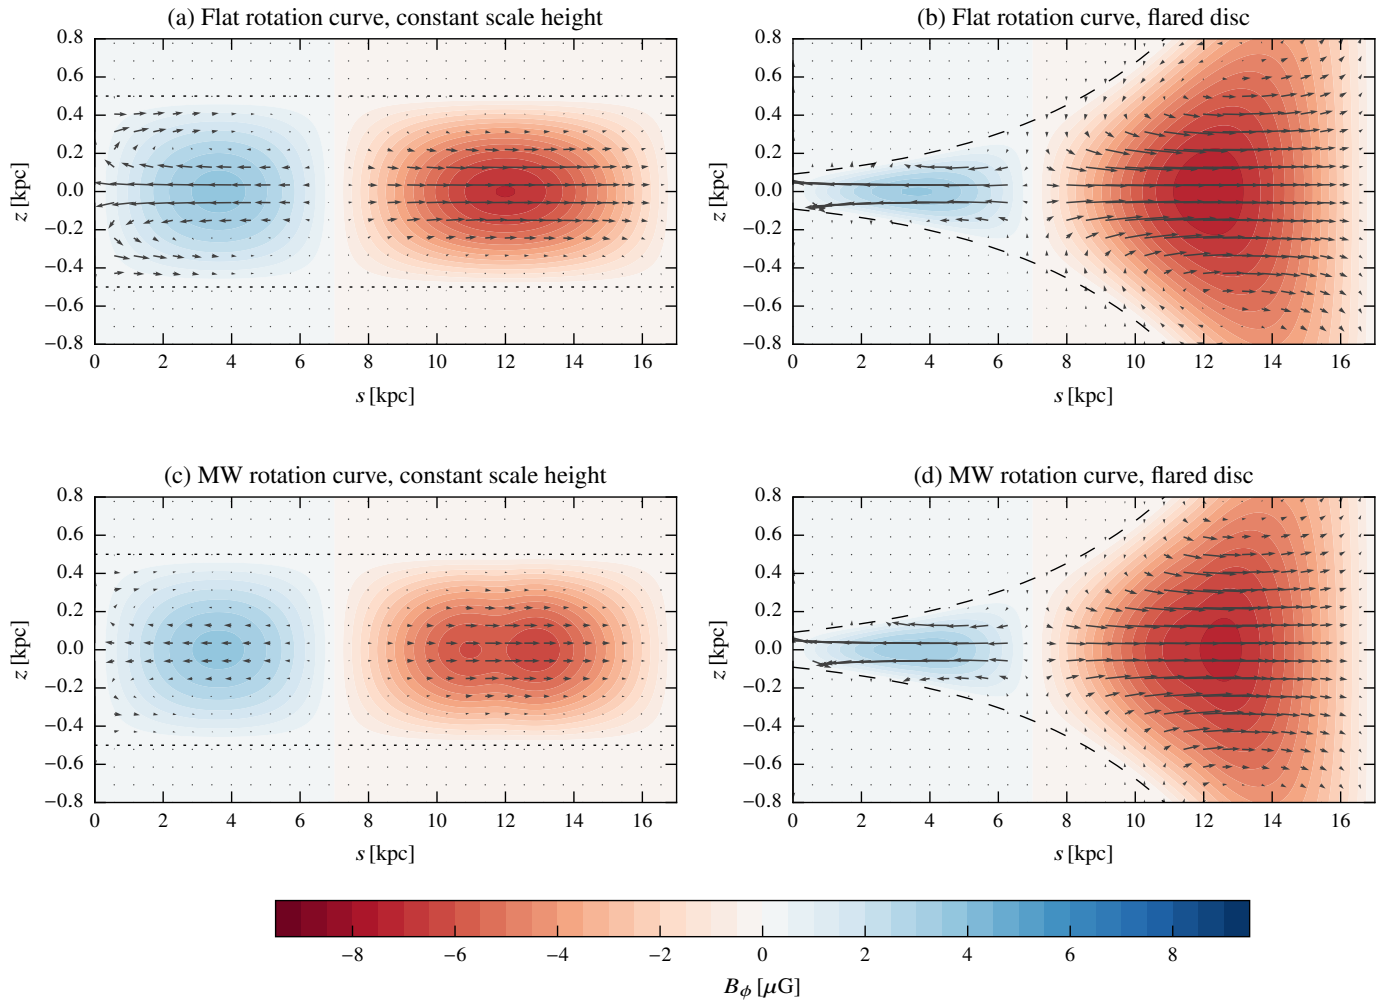 (a) Flat rotation curve, constant scale height
0.8
0.6
0.4
0.2
0.0
−0.2
−0.4
−0.6
−0.8
z [kpc]
0 2 4 6 8 10 12 14 16
s [kpc]
(b) Flat rotation curve, flared disc
0.8
0.6
0.4
0.2
0.0
−0.2
−0.4
−0.6
−0.8
z [kpc]
0 2 4 6 8 10 12 14 16
s [kpc]
(c) MW rotation curve, constant scale height
0.8
0.6
0.4
0.2
0.0
−0.2
−0.4
−0.6
−0.8
z [kpc]
0 2 4 6 8 10 12 14 16
s [kpc]
(d) MW rotation curve, flared disc
0.8
0.6
0.4
0.2
0.0
−0.2
−0.4
−0.6
−0.8
z [kpc]
0 2 4 6 8 10 12 14 16
s [kpc]
−8 −6 −4 −2 0 2 4 6 8
B_ϕ [μG]